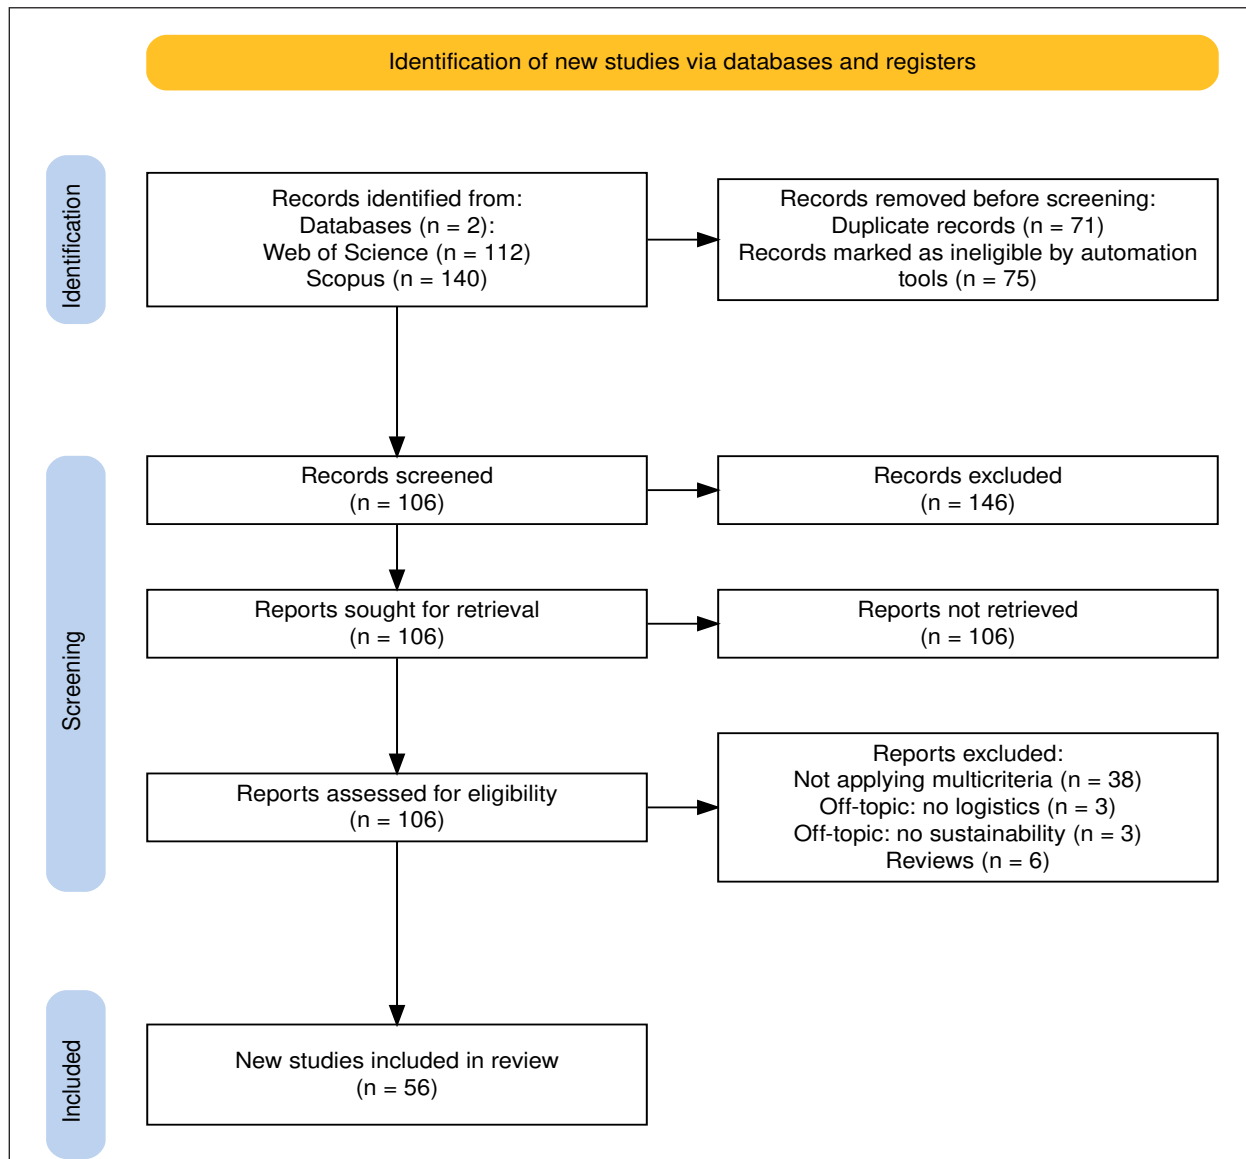 Identification of new studies via databases and registers
Identification
Records identified from:
Databases (n = 2):
Web of Science (n = 112)
Scopus (n = 140)
Records removed before screening:
Duplicate records (n = 71)
Records marked as ineligible by automation
tools (n = 75)
Screening
Records screened
(n = 106)
Records excluded
(n = 146)
Reports sought for retrieval
(n = 106)
Reports not retrieved
(n = 106)
Reports assessed for eligibility
(n = 106)
Reports excluded:
Not applying multicriteria (n = 38)
Off-topic: no logistics (n = 3)
Off-topic: no sustainability (n = 3)
Reviews (n = 6)
Included
New studies included in review
(n = 56)